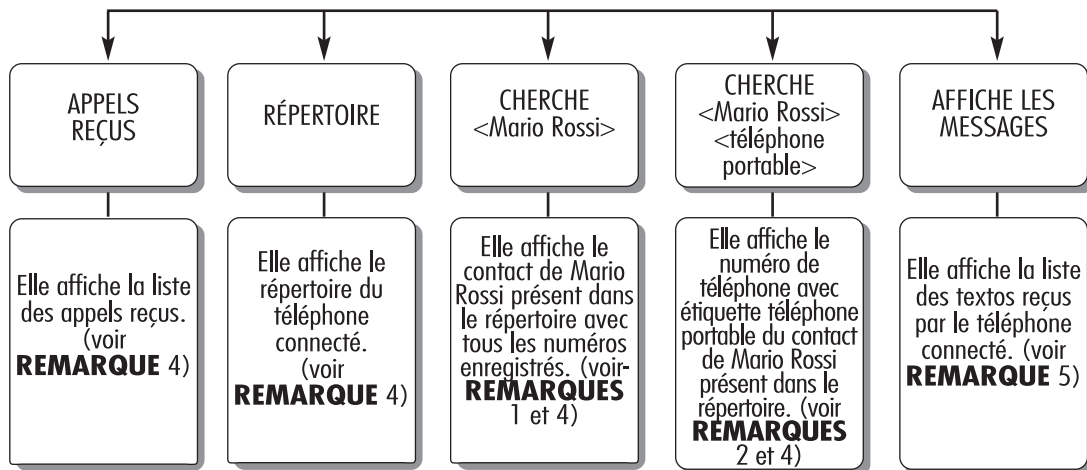 APPELS
REÇUS
RÉPERTOIRE
CHERCHE
<Mario Rossi>
CHERCHE
<Mario Rossi>
<téléphone
portable>
AFFICHE LES
MESSAGES
Elle affiche la liste
des appels reçus.
(voir
REMARQUE 4)
Elle affiche le
répertoire du
téléphone
connecté.
(voir
REMARQUE 4)
Elle affiche le
contact de Mario
Rossi présent dans
le répertoire avec
tous les numéros
enregistrés. (voir-
REMARQUES
1 et 4)
Elle affiche le
numéro de
téléphone avec
étiquette téléphone
portable du contact
de Mario Rossi
présent dans le
répertoire. (voir
REMARQUES
2 et 4)
Elle affiche la liste
des textos reçus
par le téléphone
connecté. (voir
REMARQUE 5)